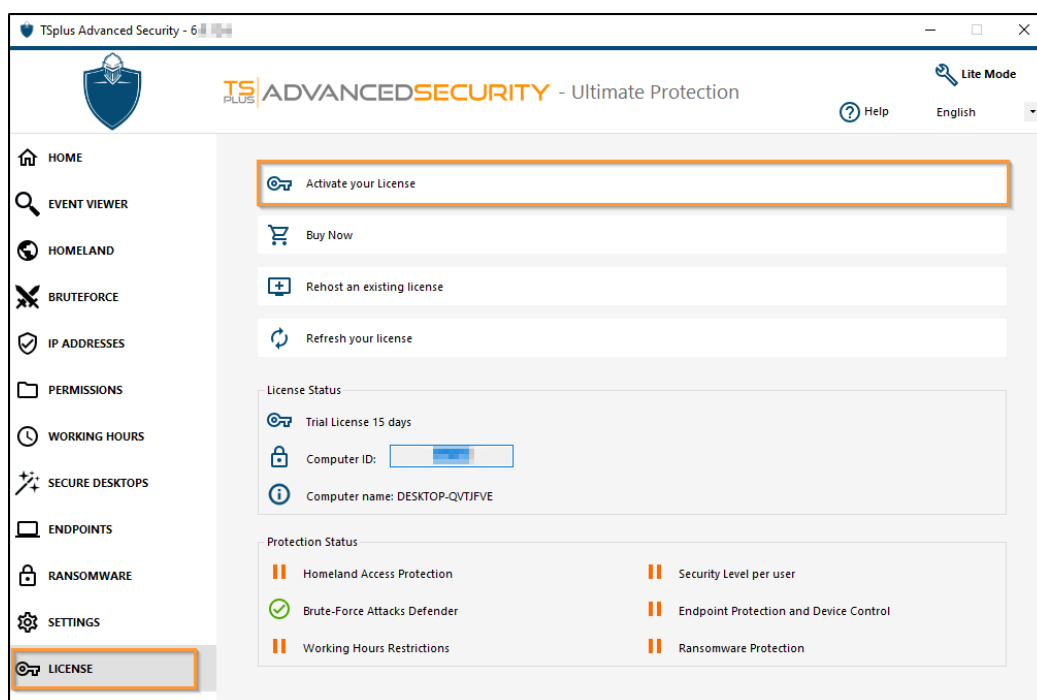 TSplus Advanced Security - 6
TS PLUS ADVANCEDSECURITY - Ultimate Protection
Lite Mode
Help
English
HOME
EVENT VIEWER
HOMELAND
BRUTEFORCE
IP ADDRESSES
PERMISSIONS
WORKING HOURS
SECURE DESKTOPS
ENDPOINTS
RANSOMWARE
SETTINGS
LICENSE
Activate your License
Buy Now
Rehost an existing license
Refresh your license
License Status
Trial License 15 days
Computer ID:
Computer name: DESKTOP-QVTJFVE
Protection Status
Homeland Access Protection
Security Level per user
Brute-Force Attacks Defender
Endpoint Protection and Device Control
Working Hours Restrictions
Ransomware Protection